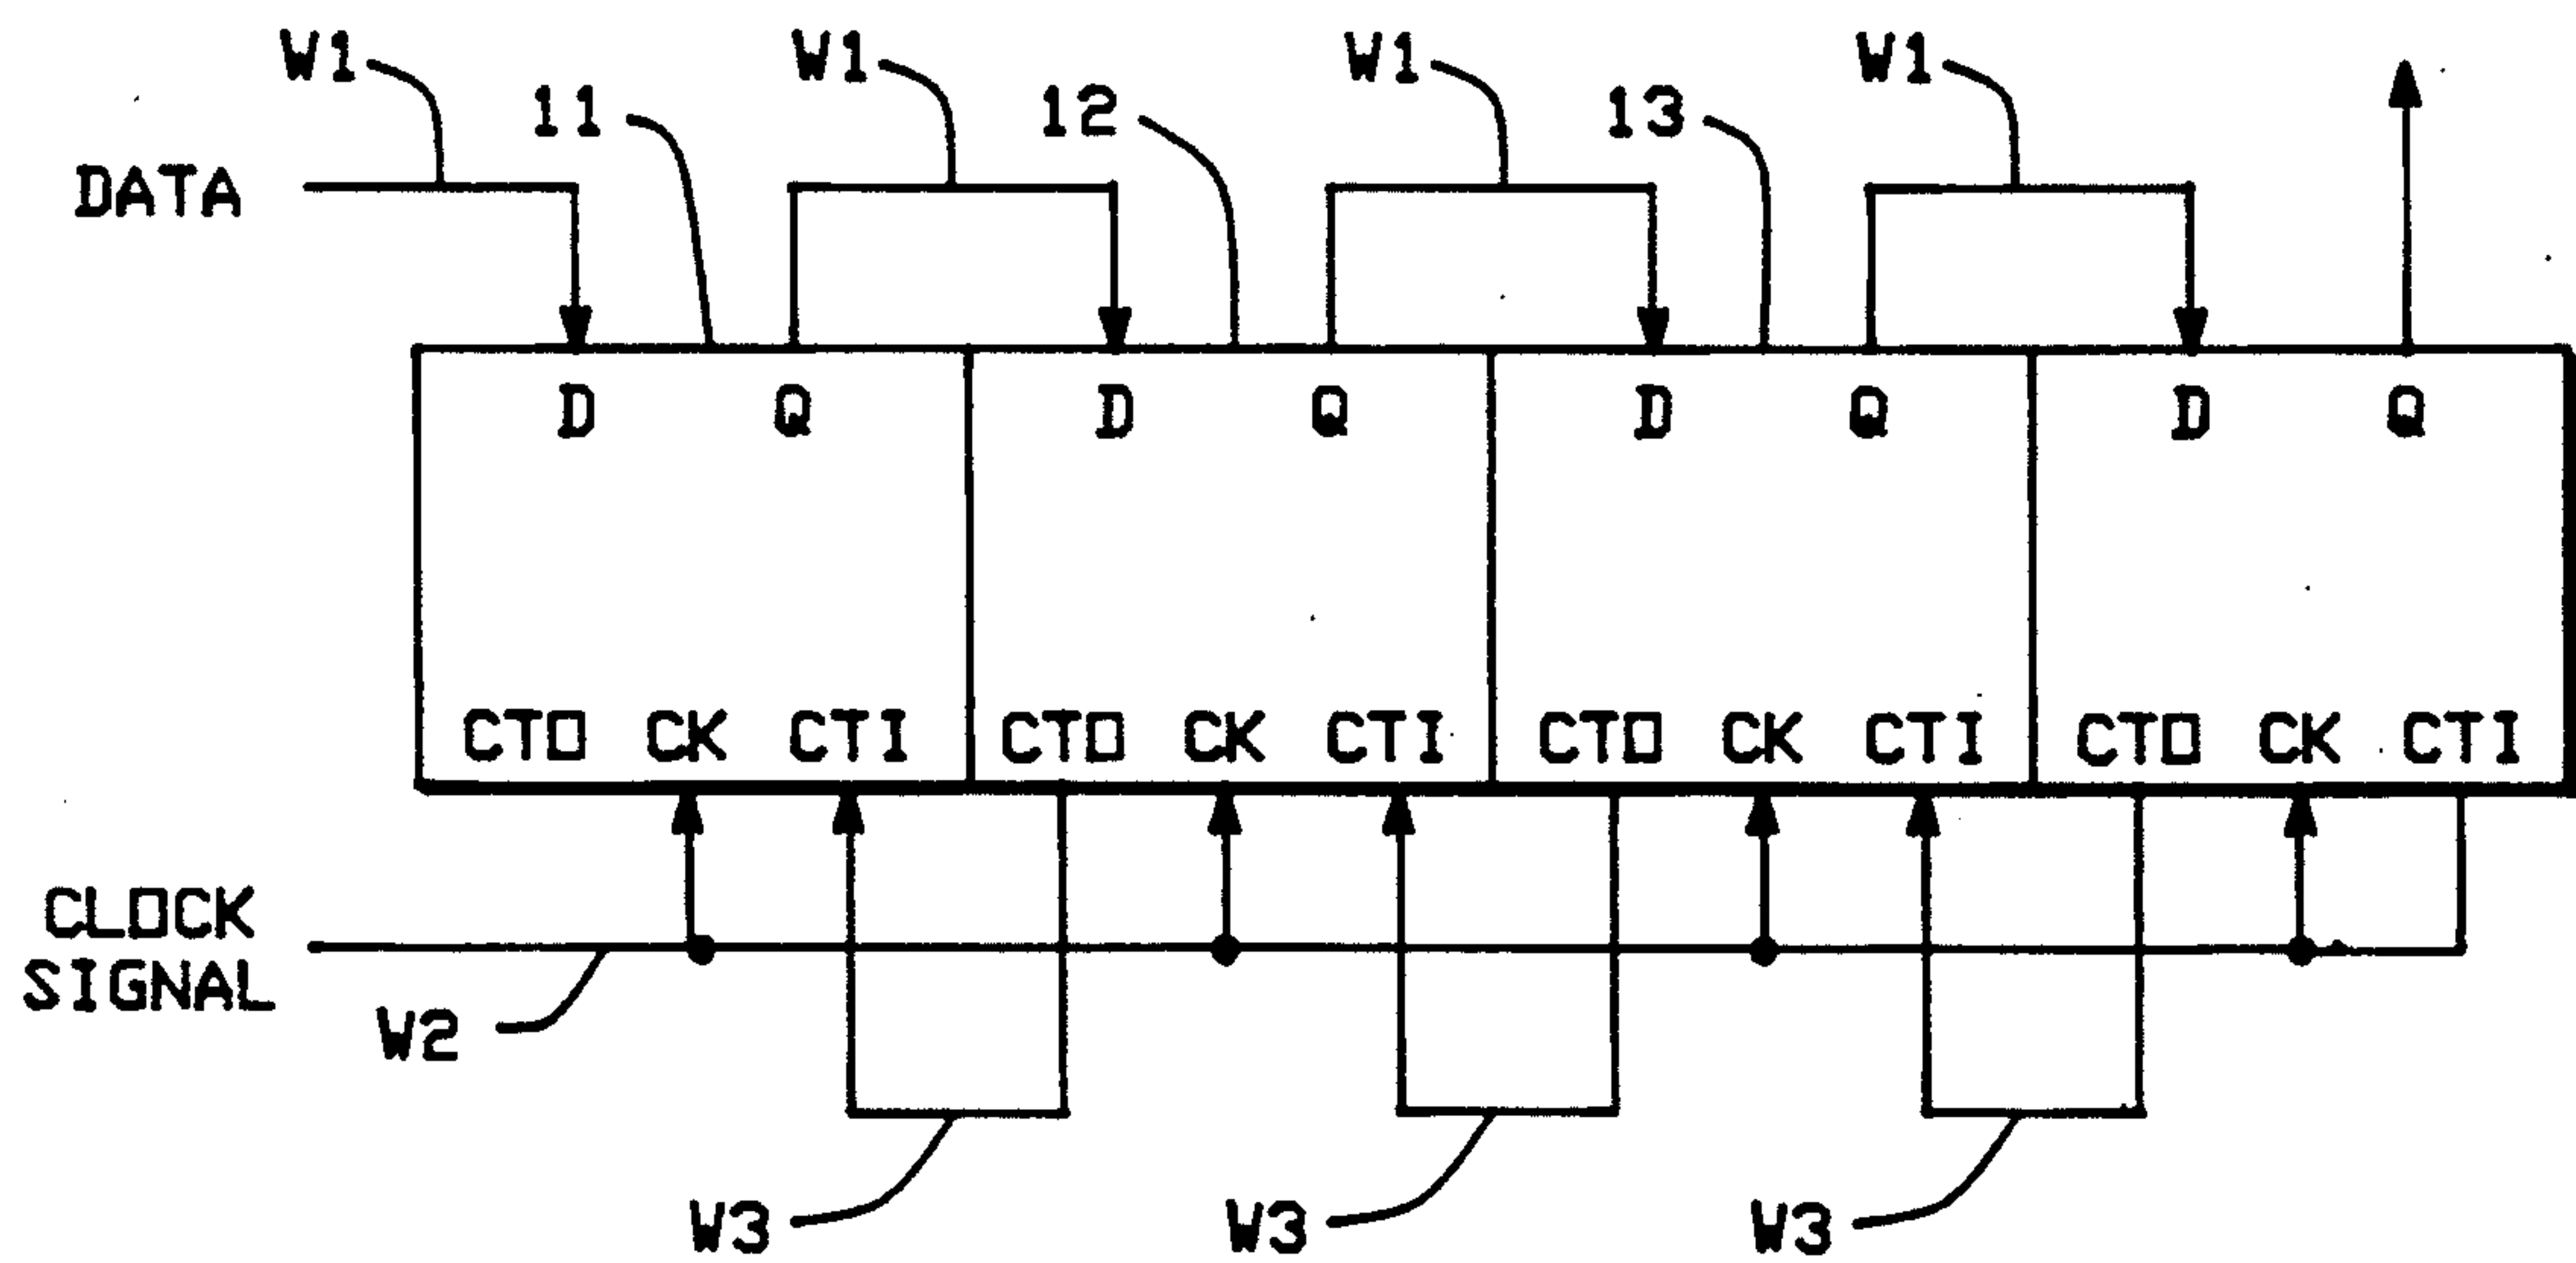 W1 W1 W1 W1
11 12 13
DATA
D Q D Q D Q D Q
CTO CK CTI CTO CK CTI CTO CK CTI CTO CK CTI
CLOCK
SIGNAL
W2
W3 W3 W3